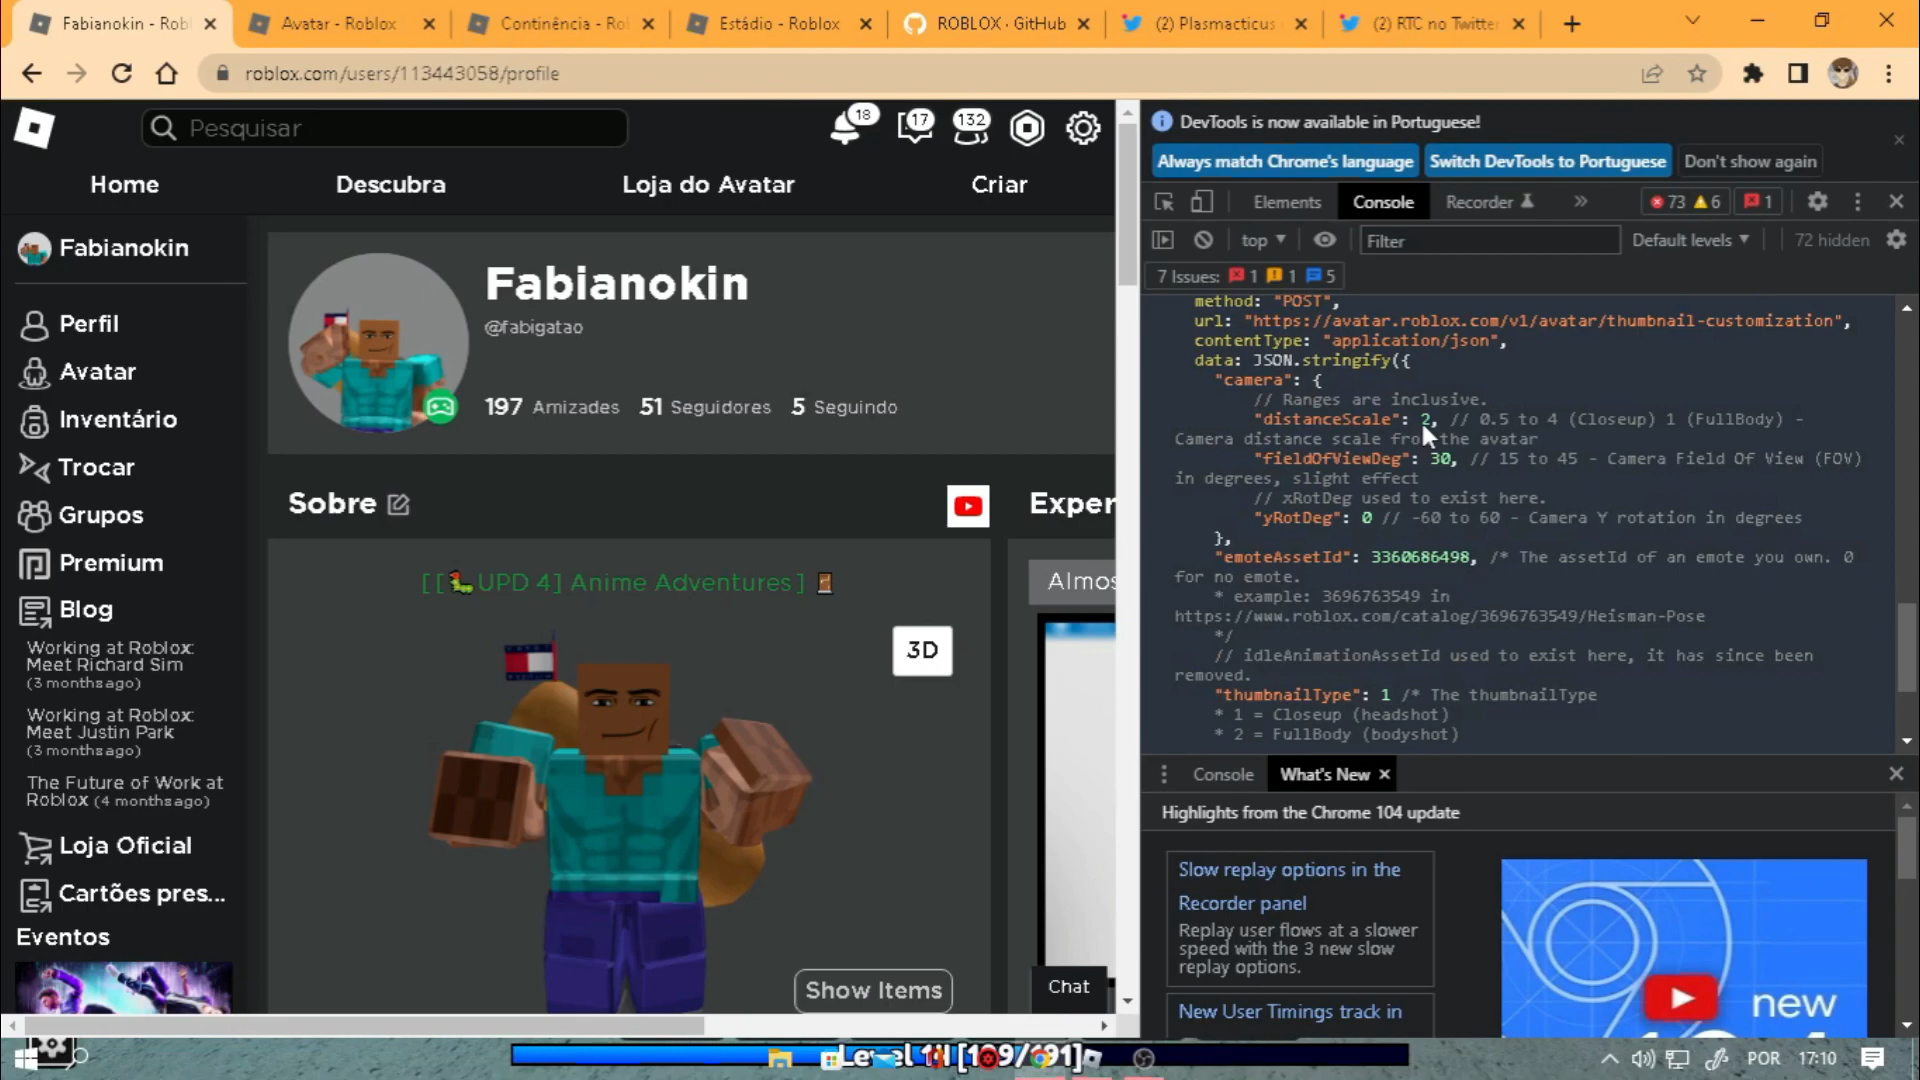 Fabianokin - Robl
Avatar - Roblox
Continência - Ro
Estádio - Roblox
ROBLOX · GitHub
(2) Plasmacticus
(2) RTC no Twitte
roblox.com/users/113443058/profile
Pesquisar
18
17
132
Home
Descubra
Loja do Avatar
Criar
Fabianokin
Perfil
Avatar
Inventário
Trocar
Grupos
Premium
Blog
Working at Roblox:
Meet Richard Sim
(3 months ago)
Working at Roblox:
Meet Justin Park
(3 months ago)
The Future of Work at
Roblox (4 months ago)
Loja Oficial
Cartões pres...
Eventos
Fabianokin
@fabigatao
197 Amizades 51 Seguidores 5 Seguindo
Sobre
Exper
[[🐛UPD 4] Anime Adventures]🚪
Almos
3D
Show Items
Chat
DevTools is now available in Portuguese!
Always match Chrome's language
Switch DevTools to Portuguese
Don't show again
Elements
Console
Recorder
73
6
1
top
Filter
Default levels
72 hidden
7 Issues: 1 1 5
method: "POST",
url: "https://avatar.roblox.com/v1/avatar/thumbnail-customization",
contentType: "application/json",
data: JSON.stringify({
"camera": {
// Ranges are inclusive.
"distanceScale": 2, // 0.5 to 4 (Closeup) 1 (FullBody) -
Camera distance scale from the avatar
"fieldOfViewDeg": 30, // 15 to 45 - Camera Field Of View (FOV)
in degrees, slight effect
// xRotDeg used to exist here.
"yRotDeg": 0 // -60 to 60 - Camera Y rotation in degrees
},
"emoteAssetId": 3360686498, /* The assetId of an emote you own. 0
for no emote.
* example: 3696763549 in
https://www.roblox.com/catalog/3696763549/Heisman-Pose
*/
// idleAnimationAssetId used to exist here, it has since been
removed.
"thumbnailType": 1 /* The thumbnailType
* 1 = Closeup (headshot)
* 2 = FullBody (bodyshot)
Console
What's New
Highlights from the Chrome 104 update
Slow replay options in the
Recorder panel
Replay user flows at a slower
speed with the 3 new slow
replay options.
New User Timings track in
new
POR
17:10